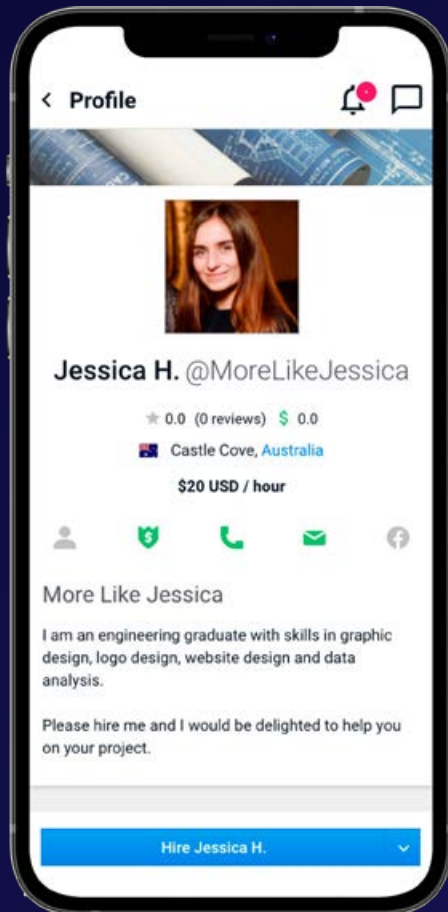 Profile
Jessica H. @MoreLikeJessica
0.0 (0 reviews) $ 0.0
Castle Cove, Australia
$20 USD / hour
More Like Jessica
I am an engineering graduate with skills in graphic
design, logo design, website design and data
analysis.
Please hire me and I would be delighted to help you
on your project.
Hire Jessica H.